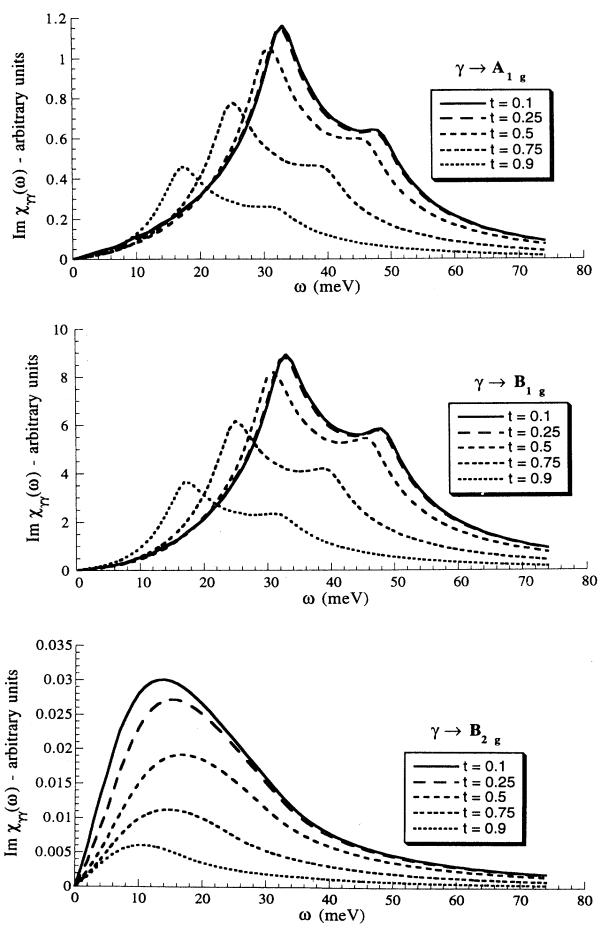 Im χγγ(ω) - arbitrary units
1.2
1
0.8
0.6
0.4
0.2
0
γ → A1 g
t = 0.1
t = 0.25
t = 0.5
t = 0.75
t = 0.9
0 10 20 30 40 50 60 70 80
ω (meV)
Im χγγ(ω) - arbitrary units
10
8
6
4
2
0
γ → B1 g
t = 0.1
t = 0.25
t = 0.5
t = 0.75
t = 0.9
0 10 20 30 40 50 60 70 80
ω (meV)
Im χγγ(ω) - arbitrary units
0.035
0.03
0.025
0.02
0.015
0.01
0.005
0
γ → B2 g
t = 0.1
t = 0.25
t = 0.5
t = 0.75
t = 0.9
0 10 20 30 40 50 60 70 80
ω (meV)